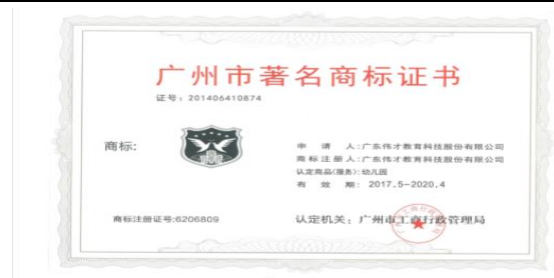 广州市著名商标证书
证号：201406410874
商标:
申请人:广东伟才教育科技股份有限公司
商标注册人:广东伟才教育科技股份有限公司
认定商品(服务):幼儿园
有效期: 2017.5-2020.4
商标注册证号:6206809
认定机关：广州市工商行政管理局